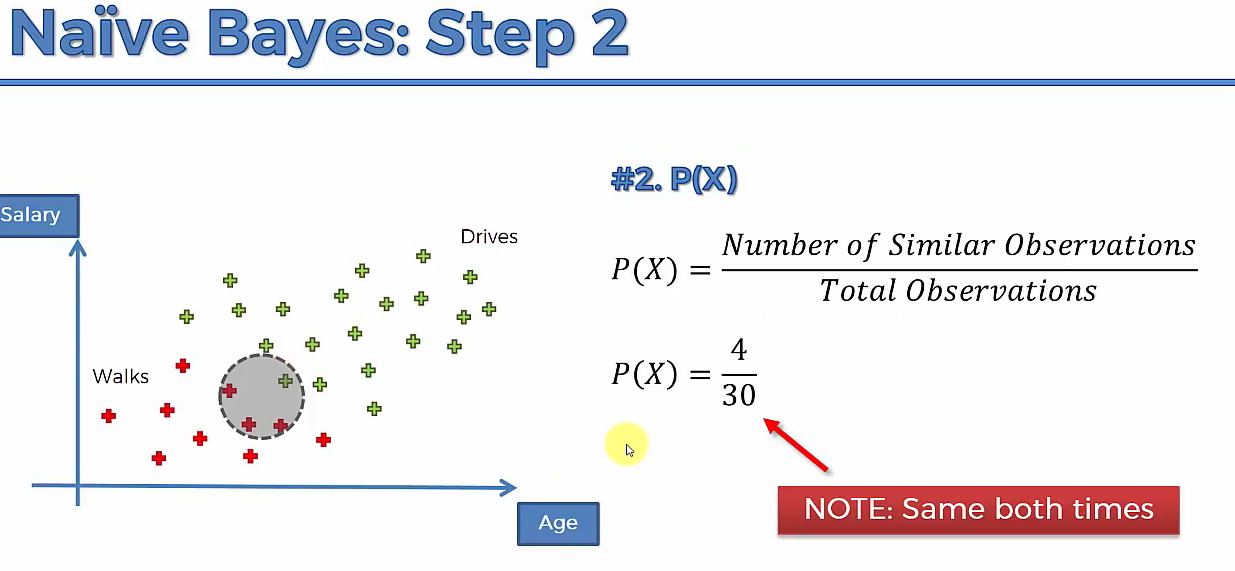 Naïve Bayes: Step 2
Salary
Drives
Walks
Age
#2. P(X)
P(X) = Number of Similar Observations / Total Observations
P(X) = 4 / 30
NOTE: Same both times